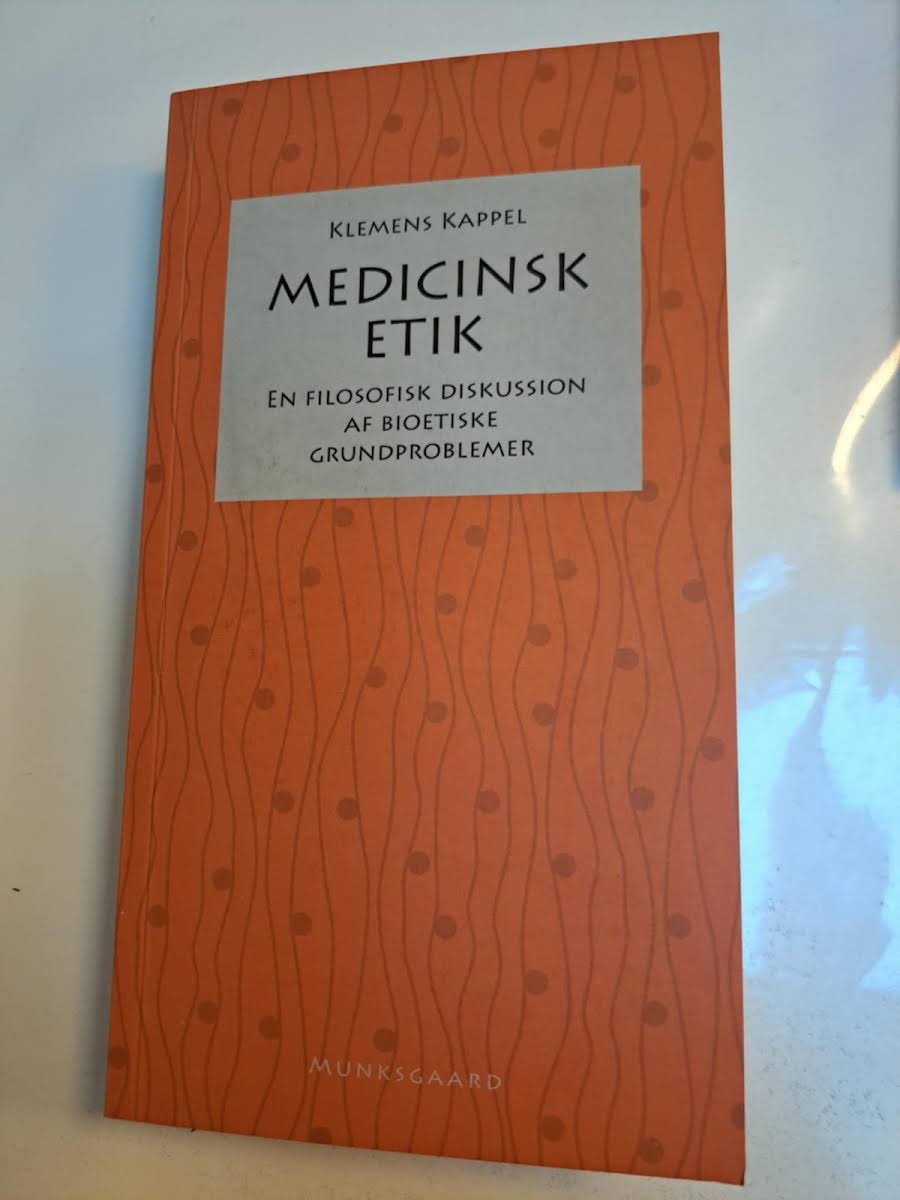 Klemens Kappel
MEDICINSK
ETIK
En filosofisk diskussion
af bioetiske
grundproblemer
Munksgaard